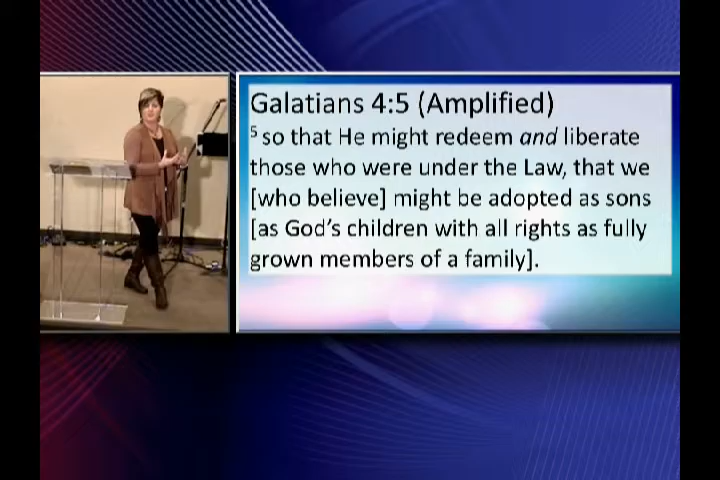 Galatians 4:5 (Amplified)
⁵ so that He might redeem and liberate
those who were under the Law, that we
[who believe] might be adopted as sons
[as God’s children with all rights as fully
grown members of a family].